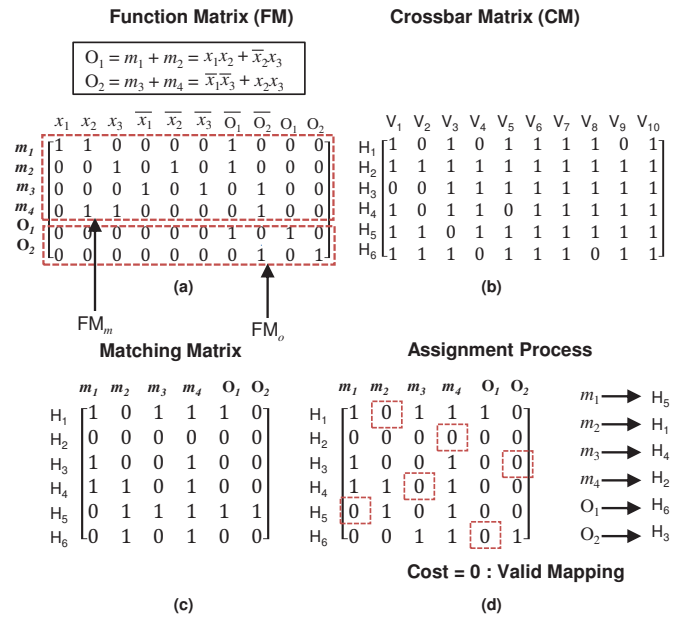 Function Matrix (FM)
Crossbar Matrix (CM)
O₁ = m₁ + m₂ = x₁x₂ + x̅₂x₃
O₂ = m₃ + m₄ = x̅₁x̅₃ + x₂x₃
x₁ x₂ x₃ x̅₁ x̅₂ x̅₃ O̅₁ O̅₂ O₁ O₂
m₁ 1 1 0 0 0 0 1 0 0 0
m₂ 0 0 1 0 1 0 1 0 0 0
m₃ 0 0 0 1 0 1 0 1 0 0
m₄ 0 1 1 0 0 0 0 1 0 0
O₁ 0 0 0 0 0 0 1 0 1 0
O₂ 0 0 0 0 0 0 0 1 0 1
(a)
FMₘ
FMₒ
V₁ V₂ V₃ V₄ V₅ V₆ V₇ V₈ V₉ V₁₀
H₁ 1 0 1 0 1 1 1 1 0 1
H₂ 1 1 1 1 1 1 1 1 1 1
H₃ 0 0 1 1 1 1 1 1 1 1
H₄ 1 0 1 1 0 1 1 1 1 1
H₅ 1 1 0 1 1 1 1 1 1 1
H₆ 1 1 1 0 1 1 1 0 1 1
(b)
Matching Matrix
m₁ m₂ m₃ m₄ O₁ O₂
H₁ 1 0 1 1 1 0
H₂ 0 0 0 0 0 0
H₃ 1 0 0 1 0 0
H₄ 1 1 0 1 0 0
H₅ 0 1 1 1 1 1
H₆ 0 0 1 1 0 0
(c)
Assignment Process
m₁ m₂ m₃ m₄ O₁ O₂
H₁ 1 0 1 1 1 0
H₂ 0 0 0 0 0 0
H₃ 1 0 0 1 0 0
H₄ 1 1 0 1 0 0
H₅ 0 1 1 1 1 1
H₆ 0 0 1 1 0 1
m₁ → H₅
m₂ → H₁
m₃ → H₄
m₄ → H₂
O₁ → H₆
O₂ → H₃
Cost = 0 : Valid Mapping
(d)